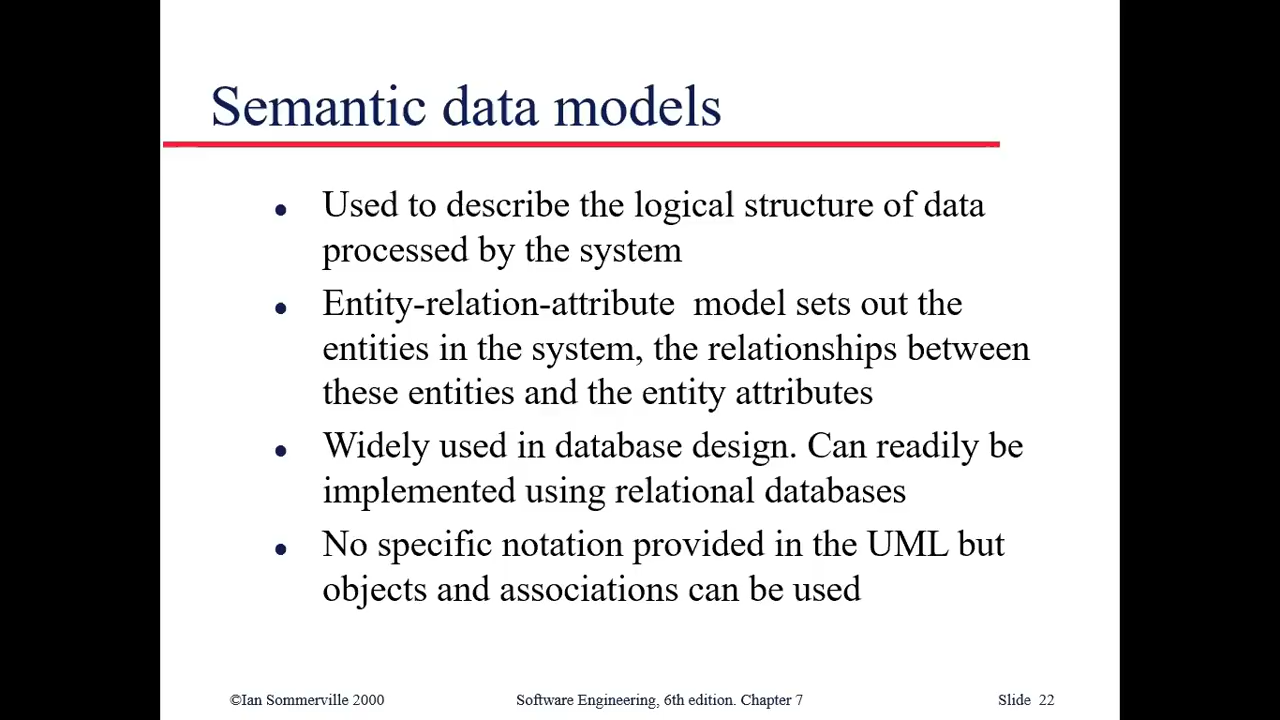 Semantic data models
● Used to describe the logical structure of data
processed by the system
● Entity-relation-attribute model sets out the
entities in the system, the relationships between
these entities and the entity attributes
● Widely used in database design. Can readily be
implemented using relational databases
● No specific notation provided in the UML but
objects and associations can be used
©Ian Sommerville 2000 Software Engineering, 6th edition. Chapter 7 Slide 22